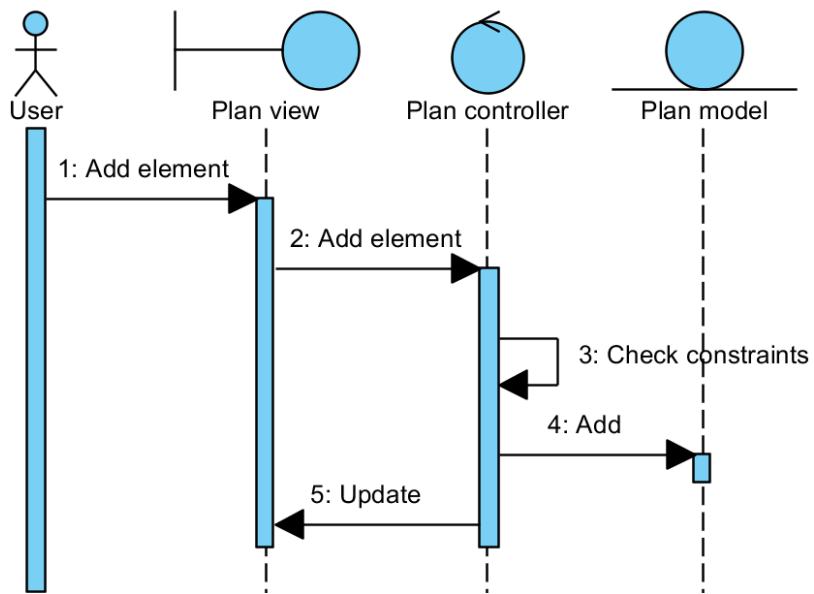 User
Plan view
Plan controller
Plan model
1: Add element
2: Add element
3: Check constraints
4: Add
5: Update